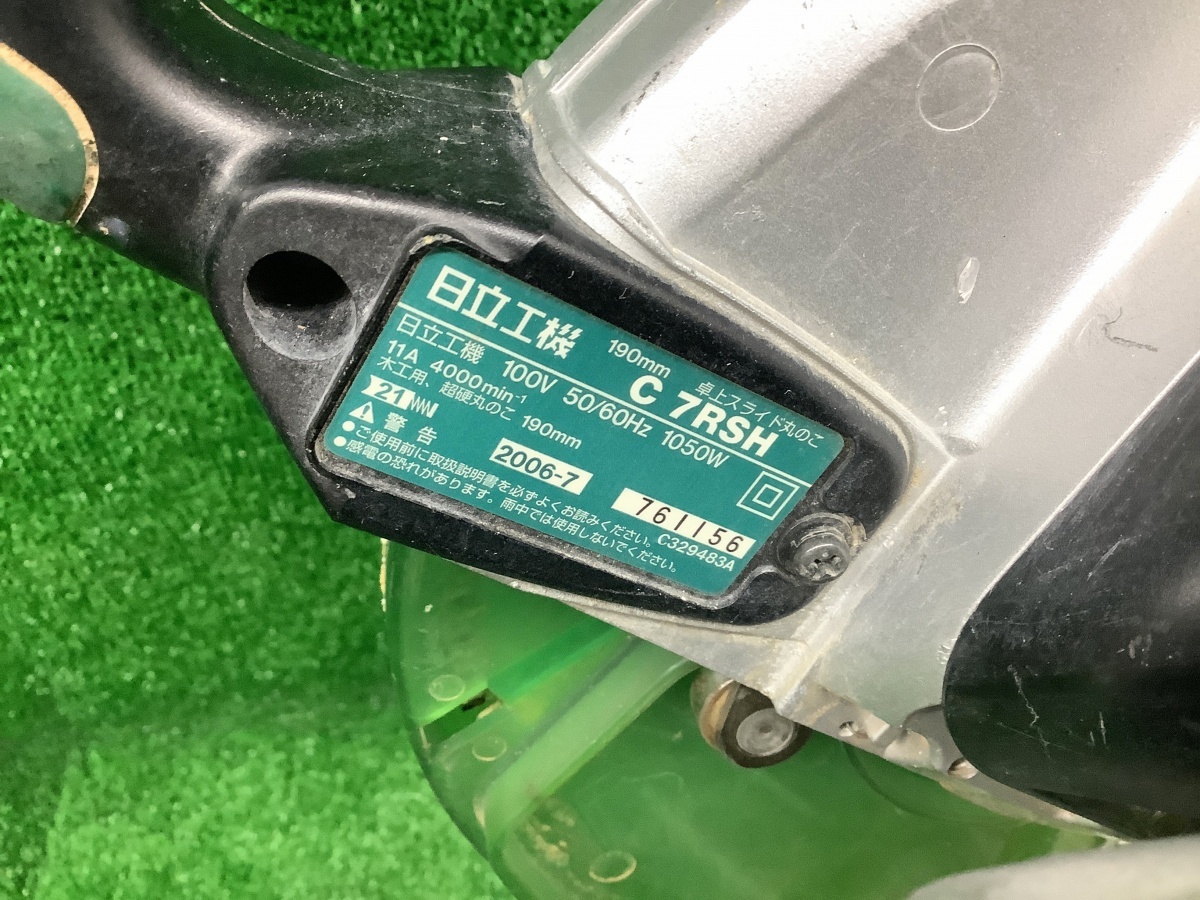 日立工機
190mm 卓上スライド丸のこ
C 7RSH
日立工機 100V 50/60Hz 1050W
11A 4000min⁻¹
木工用、超硬丸のこ 190mm
21
警告 2006-7 761156
●ご使用前に取扱説明書を必ずよくお読みください。
●感電の恐れがあります。雨中では使用しないでください。
C329483A